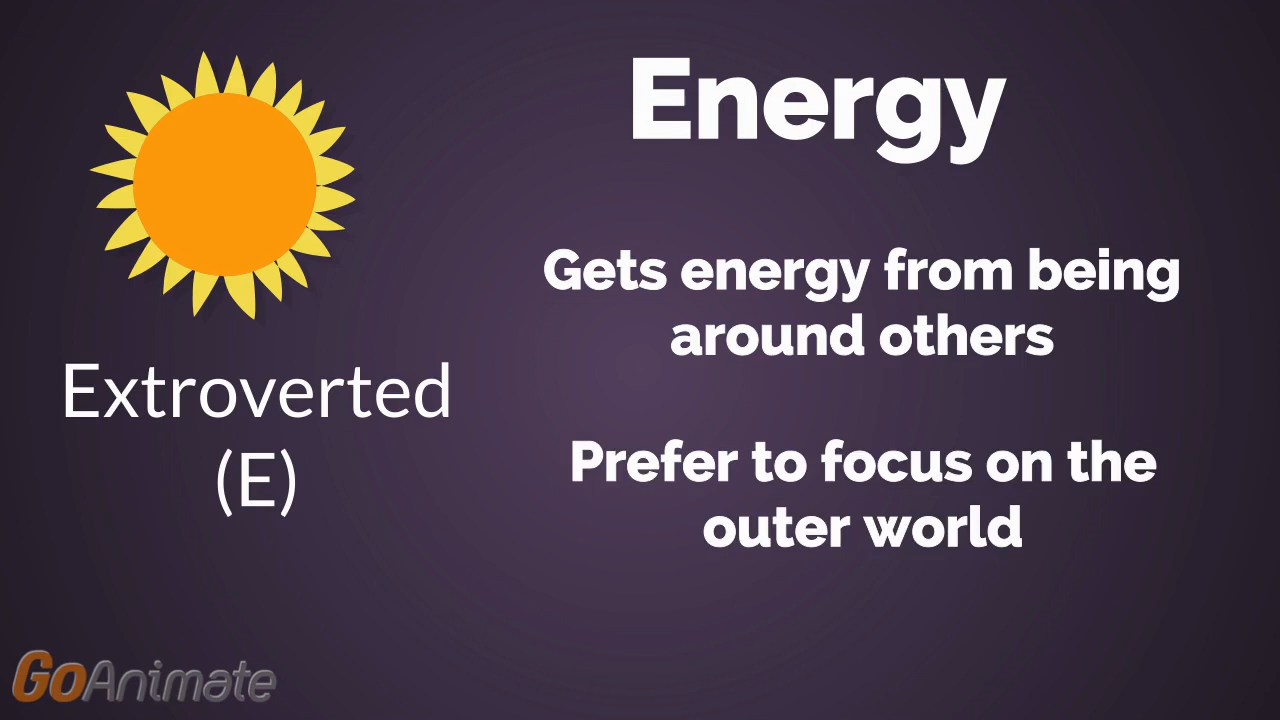 Energy
Gets energy from being
around others
Extroverted
(E)
Prefer to focus on the
outer world
GoAnimate